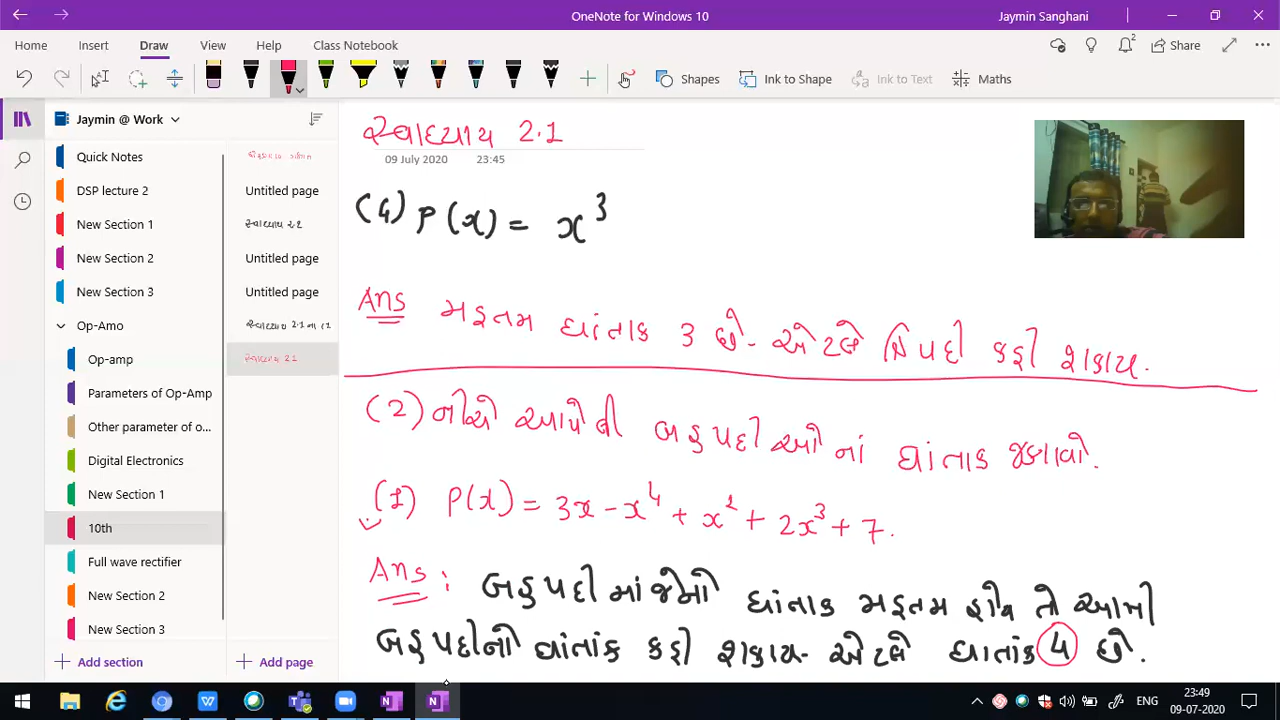 OneNote for Windows 10
Jaymin Sanghani
Home Insert Draw View Help Class Notebook
Share
Shapes Ink to Shape Ink to Text Maths
Jaymin @ Work
Quick Notes
DSP lecture 2
New Section 1
New Section 2
New Section 3
Op-Amo
Op-amp
Parameters of Op-Amp
Other parameter of o...
Digital Electronics
New Section 1
10th
Full wave rectifier
New Section 2
New Section 3
Add section
Untitled page
સ્વાધ્યાય 2.2
Untitled page
Untitled page
સ્વાધ્યાય 2.1 ના
સ્વાધ્યાય 2.1
Add page
સ્વાધ્યાય 2.1
09 July 2020 23:45
(4) P(x) = x³
Ans મહતમ ઘાંતાક 3 છે. એટલે ત્રિપદી કહી શકાય.
(2) નીચે આપેલી બહુપદીઓનાં ઘાંતાક જણાવો.
(1) P(x) = 3x - x⁴ + x² + 2x³ + 7.
Ans : બહુપદીમાં જેનો ઘાંતાક મહતમ હોય તો આખી
બહુપદીનો ઘાંતાંક કહી શકાય. એટલે ઘાતાંક 4 છે.
ENG
23:49
09-07-2020